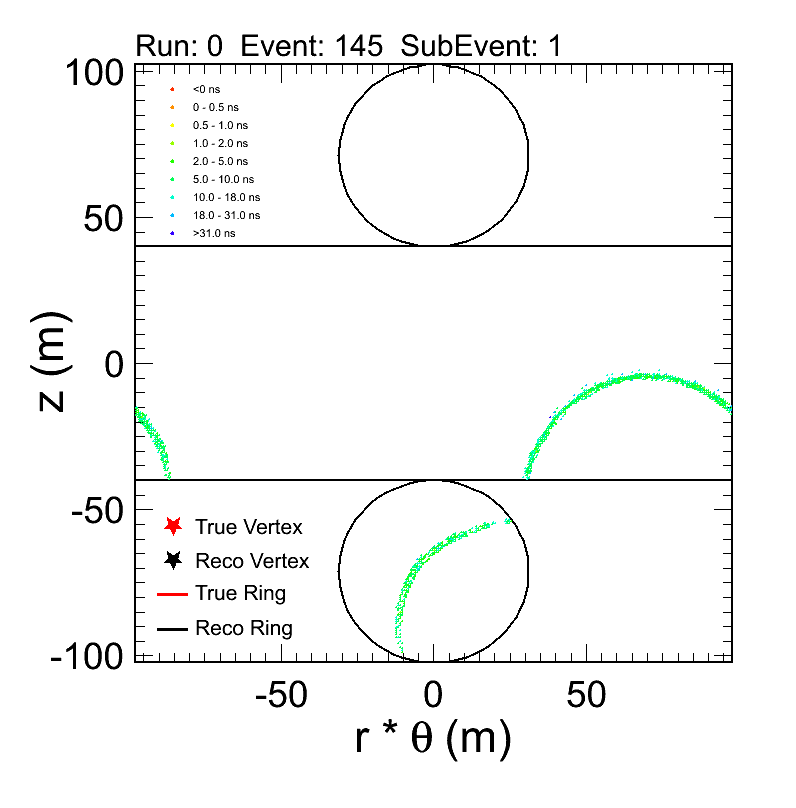 Run: 0  Event: 145  SubEvent: 1
100
<0 ns
0 - 0.5 ns
0.5 - 1.0 ns
1.0 - 2.0 ns
2.0 - 5.0 ns
5.0 - 10.0 ns
10.0 - 18.0 ns
18.0 - 31.0 ns
>31.0 ns
50
z (m)
0
-50
True Vertex
Reco Vertex
True Ring
Reco Ring
-100
-50 0 50
r * θ (m)